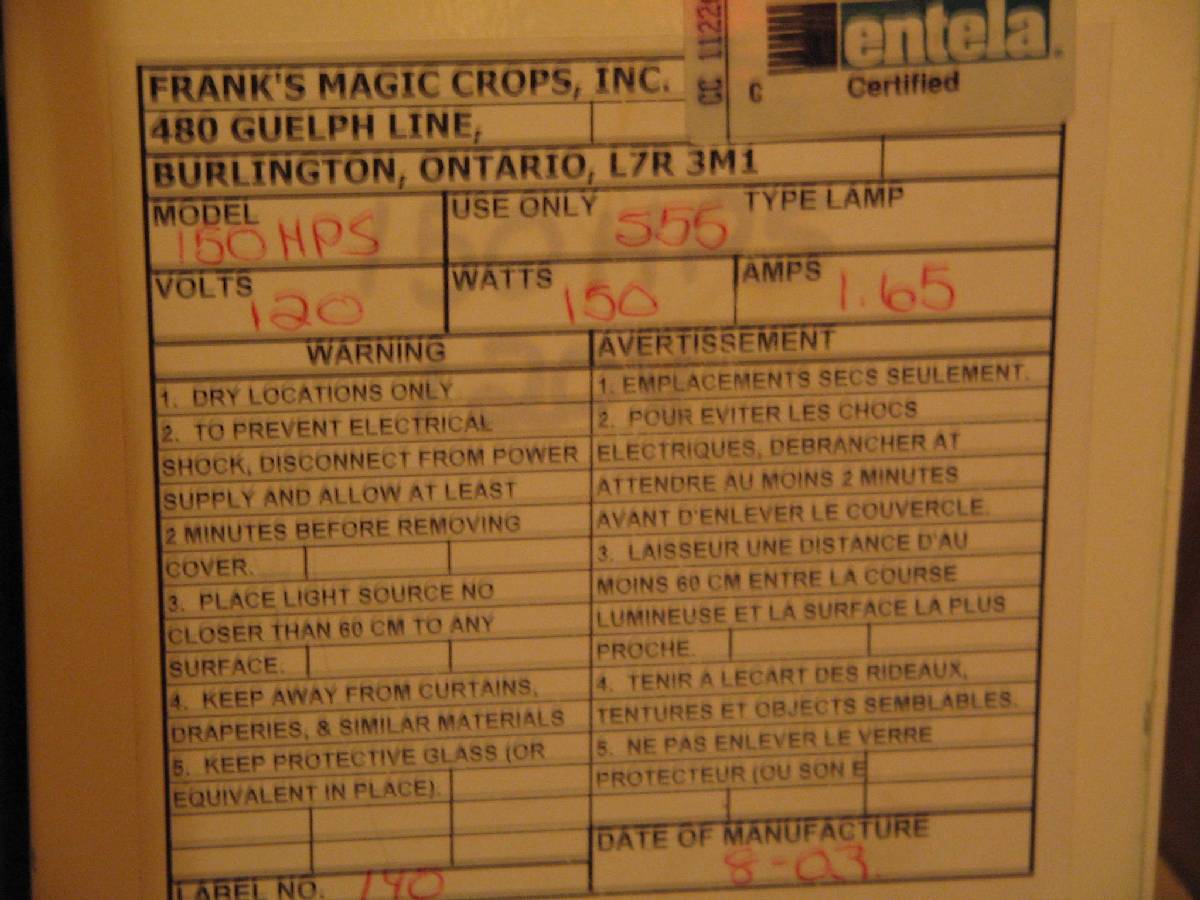 entela
Certified
C
FRANK'S MAGIC CROPS, INC.
480 GUELPH LINE,
BURLINGTON, ONTARIO, L7R 3M1
MODEL 150 HPS USE ONLY S55 TYPE LAMP
VOLTS 120 WATTS 150 AMPS 1.65
WARNING
1. DRY LOCATIONS ONLY
2. TO PREVENT ELECTRICAL
SHOCK, DISCONNECT FROM POWER
SUPPLY AND ALLOW AT LEAST
2 MINUTES BEFORE REMOVING
COVER.
3. PLACE LIGHT SOURCE NO
CLOSER THAN 60 CM TO ANY
SURFACE.
4. KEEP AWAY FROM CURTAINS,
DRAPERIES, & SIMILAR MATERIALS
5. KEEP PROTECTIVE GLASS (OR
EQUIVALENT IN PLACE).
LABEL NO. 140
AVERTISSEMENT
1. EMPLACEMENTS SECS SEULEMENT.
2. POUR EVITER LES CHOCS
ELECTRIQUES, DEBRANCHER AT
ATTENDRE AU MOINS 2 MINUTES
AVANT D'ENLEVER LE COUVERCLE.
3. LAISSEUR UNE DISTANCE D'AU
MOINS 60 CM ENTRE LA COURSE
LUMINEUSE ET LA SURFACE LA PLUS
PROCHE.
4. TENIR A LECART DES RIDEAUX,
TENTURES ET OBJECTS SEMBLABLES.
5. NE PAS ENLEVER LE VERRE
PROTECTEUR (OU SON E
DATE OF MANUFACTURE
8-03